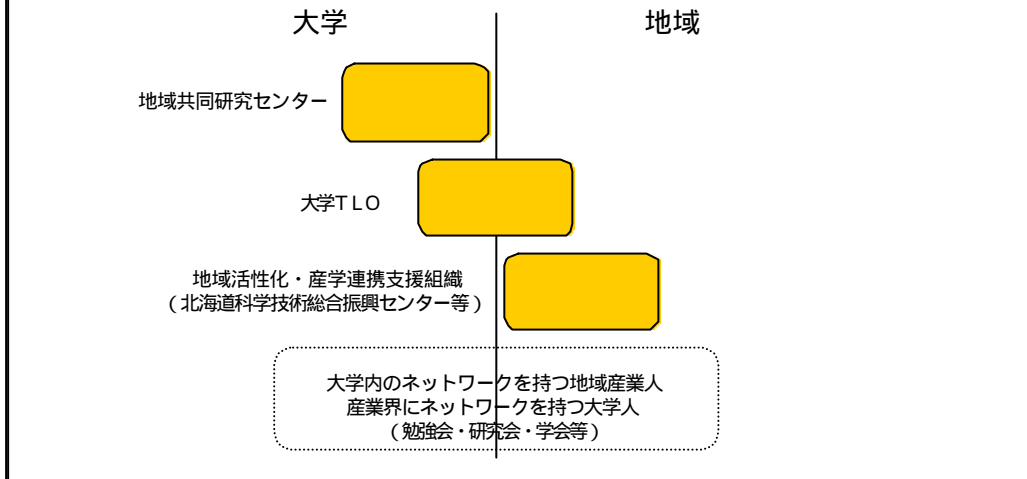 大学
地域
地域共同研究センター
大学ＴＬＯ
地域活性化・産学連携支援組織
（北海道科学技術総合振興センター等）
大学内のネットワークを持つ地域産業人
産業界にネットワークを持つ大学人
（勉強会・研究会・学会等）